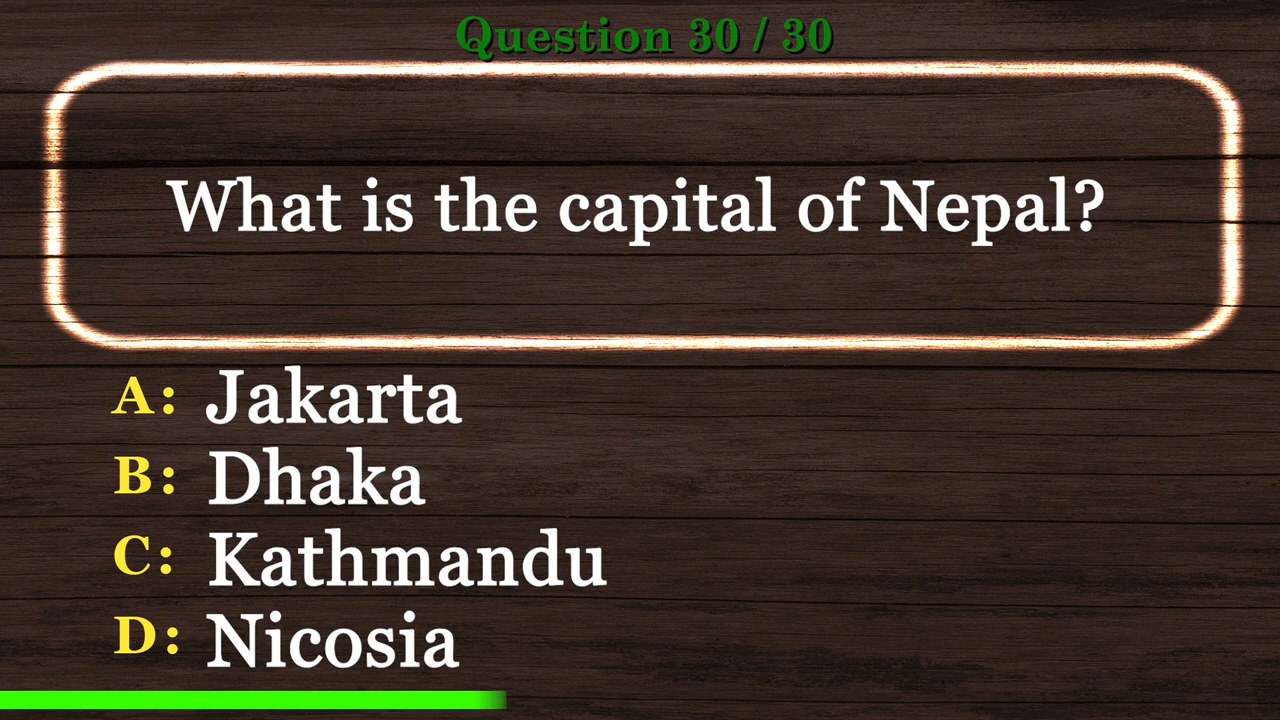 Question 30 / 30
What is the capital of Nepal?
A: Jakarta
B: Dhaka
C: Kathmandu
D: Nicosia